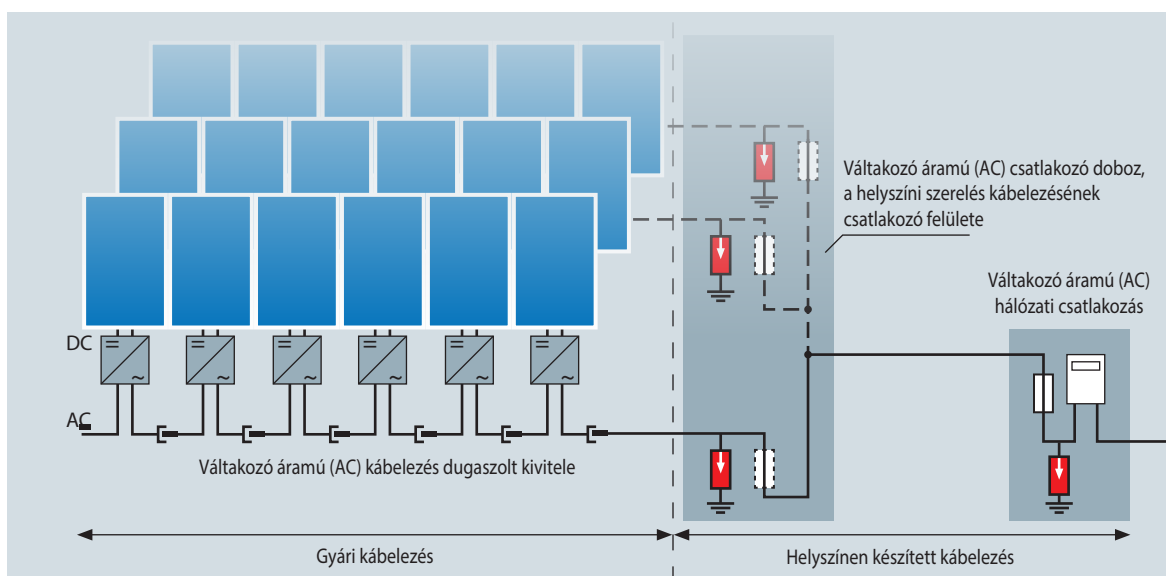 Váltakozó áramú (AC) csatlakozó doboz,
a helyszíni szerelés kábelezésének
csatlakozó felülete
Váltakozó áramú (AC)
hálózati csatlakozás
DC
AC
Váltakozó áramú (AC) kábelezés dugaszolt kivitele
Gyári kábelezés
Helyszínen készített kábelezés